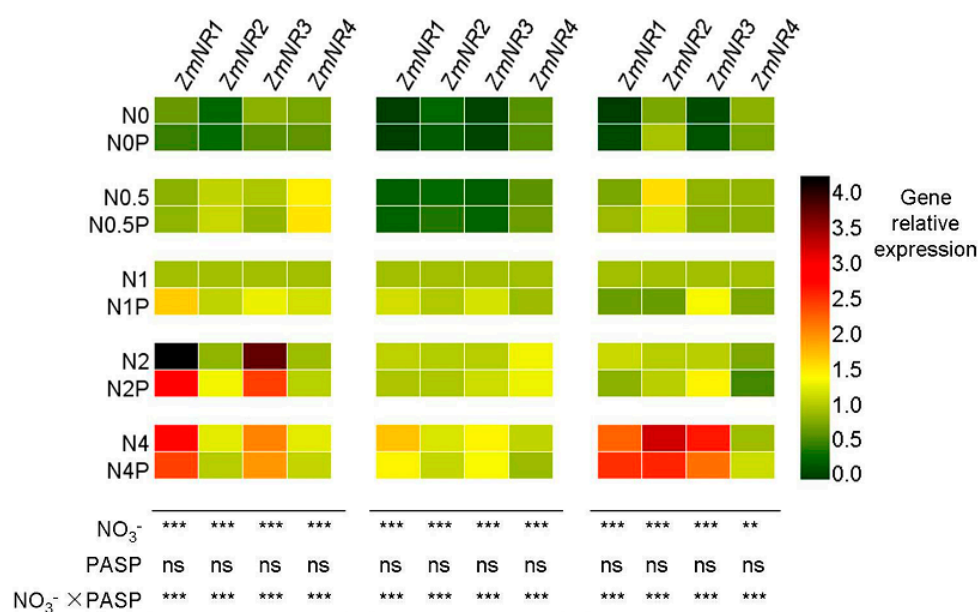 ZmNR1 ZmNR2 ZmNR3 ZmNR4 ZmNR1 ZmNR2 ZmNR3 ZmNR4 ZmNR1 ZmNR2 ZmNR3 ZmNR4
N0
N0P
N0.5
N0.5P
N1
N1P
N2
N2P
N4
N4P
4.0
3.5
3.0
2.5
2.0
1.5
1.0
0.5
0.0
Gene
relative
expression
NO₃⁻ *** *** *** *** *** *** *** *** *** *** *** **
PASP ns ns ns ns ns ns ns ns ns ns ns ns
NO₃⁻ ×PASP *** *** *** *** *** *** *** *** *** *** *** ***